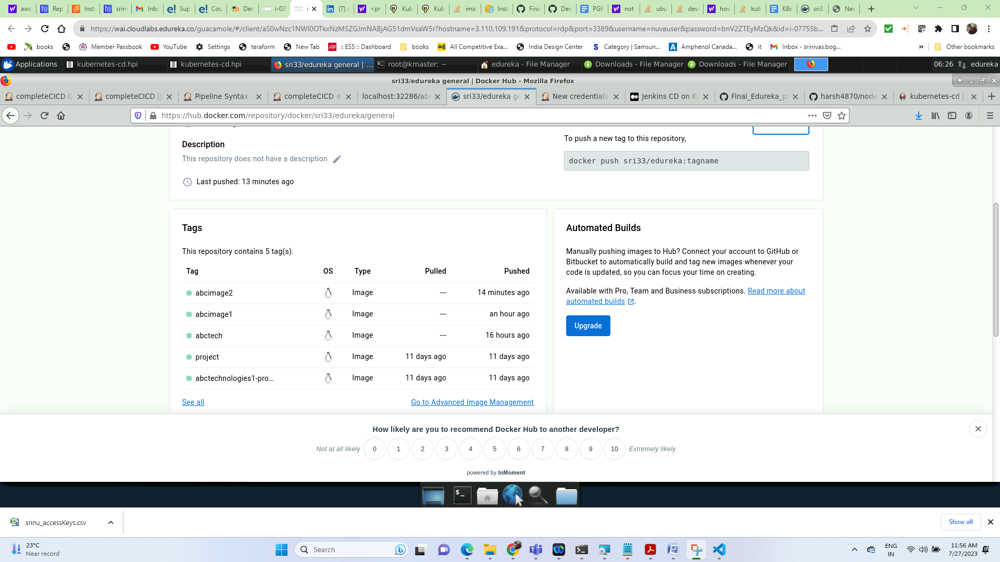 aws
Rep
Inst
srin
Inbo
Sup
Cou
Dev
i-03
i
(7)
<pr
Kub
Kub
ima
Inst
Fina
Dev
PGP
not
ubu
dev
hov
kub
K8s
sri3
Nev
https://wai.cloudlabs.edureka.co/guacamole/#/client/aS0wNzc1NWI0OTkxNzM5ZGJmNABjAG51dmVsaW5r?hostname=3.110.109.191&protocol=rdp&port=3389&username=nuveuser&password=bnV2ZTEyMzQk&id=i-07755b...
books
Member Passbook
YouTube
Settings
teraform
New Tab
:: ESS :: Dashboard
books
All Competitive Exa...
India Design Center
Category | Samsun...
Amphenol Canada...
it
Inbox - srinivas.bog...
»
Other bookmarks
Applications
kubernetes-cd.hpi
kubernetes-cd.hpi
sri33/edureka general | ...
root@kmaster: ~
edureka - File Manager
Downloads - File Manager
Downloads - File Manager
06:26
edureka
sri33/edureka general | Docker Hub - Mozilla Firefox
completeCICD C
completeCICD [J
Pipeline Syntax:
completeCICD #
localhost:32286/abc
sri33/edureka ge
New credentials
Jenkins CD on Ku
Final_Edureka_p
harsh4870/node
kubernetes-cd |
https://hub.docker.com/repository/docker/sri33/edureka/general
Description
This repository does not have a description
Last pushed: 13 minutes ago
To push a new tag to this repository,
docker push sri33/edureka:tagname
Tags
This repository contains 5 tag(s).
Tag OS Type Pulled Pushed
abcimage2 Image --- 14 minutes ago
abcimage1 Image --- an hour ago
abctech Image --- 16 hours ago
project Image 11 days ago 11 days ago
abctechnologies1-pro... Image 11 days ago 11 days ago
See all
Go to Advanced Image Management
Automated Builds
Manually pushing images to Hub? Connect your account to GitHub or
Bitbucket to automatically build and tag new images whenever your
code is updated, so you can focus your time on creating.
Available with Pro, Team and Business subscriptions. Read more about
automated builds .
Upgrade
How likely are you to recommend Docker Hub to another developer?
Not at all likely 0 1 2 3 4 5 6 7 8 9 10 Extremely likely
powered by InMoment
srinu_accessKeys.csv
Show all
23°C
Near record
Search
ENG
IN
11:56 AM
7/27/2023